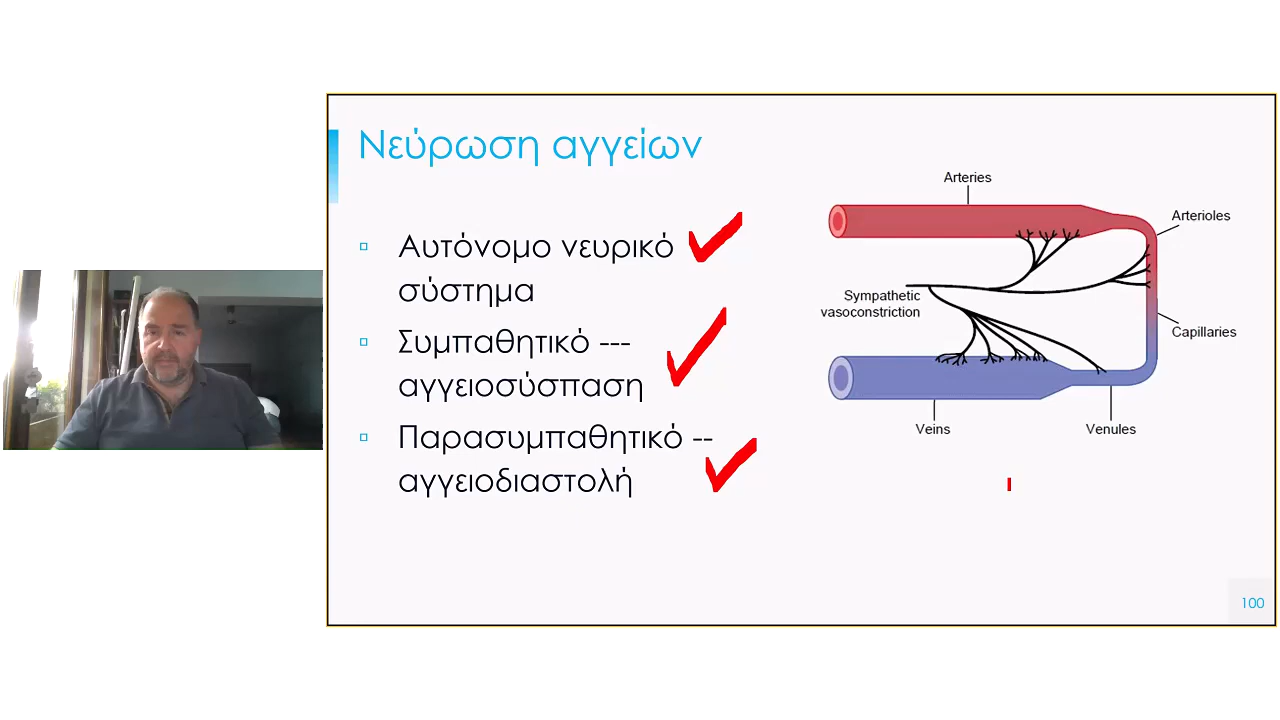 Νεύρωση αγγείων
Αυτόνομο νευρικό
σύστημα
Συμπαθητικό ---
αγγειοσύσπαση
Παρασυμπαθητικό --
αγγειοδιαστολή
Arteries
Arterioles
Sympathetic
vasoconstriction
Capillaries
Veins
Venules
100